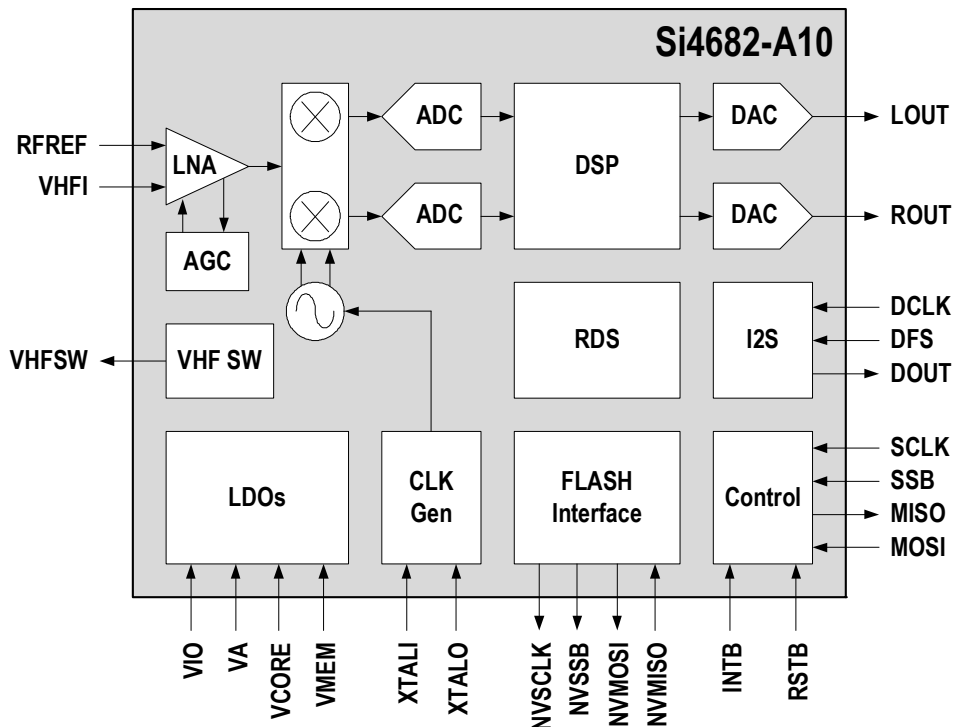 Si4682-A10
RFREF
VHFI
LNA
AGC
ADC
ADC
DSP
DAC
DAC
LOUT
ROUT
VHFSW
VHF SW
RDS
I2S
DCLK
DFS
DOUT
LDOs
CLK
Gen
FLASH
Interface
Control
SCLK
SSB
MISO
MOSI
VIO
VA
VCORE
VMEM
XTALI
XTALO
NVSCLK
NVSSB
NVMOSI
NVMISO
INTB
RSTB